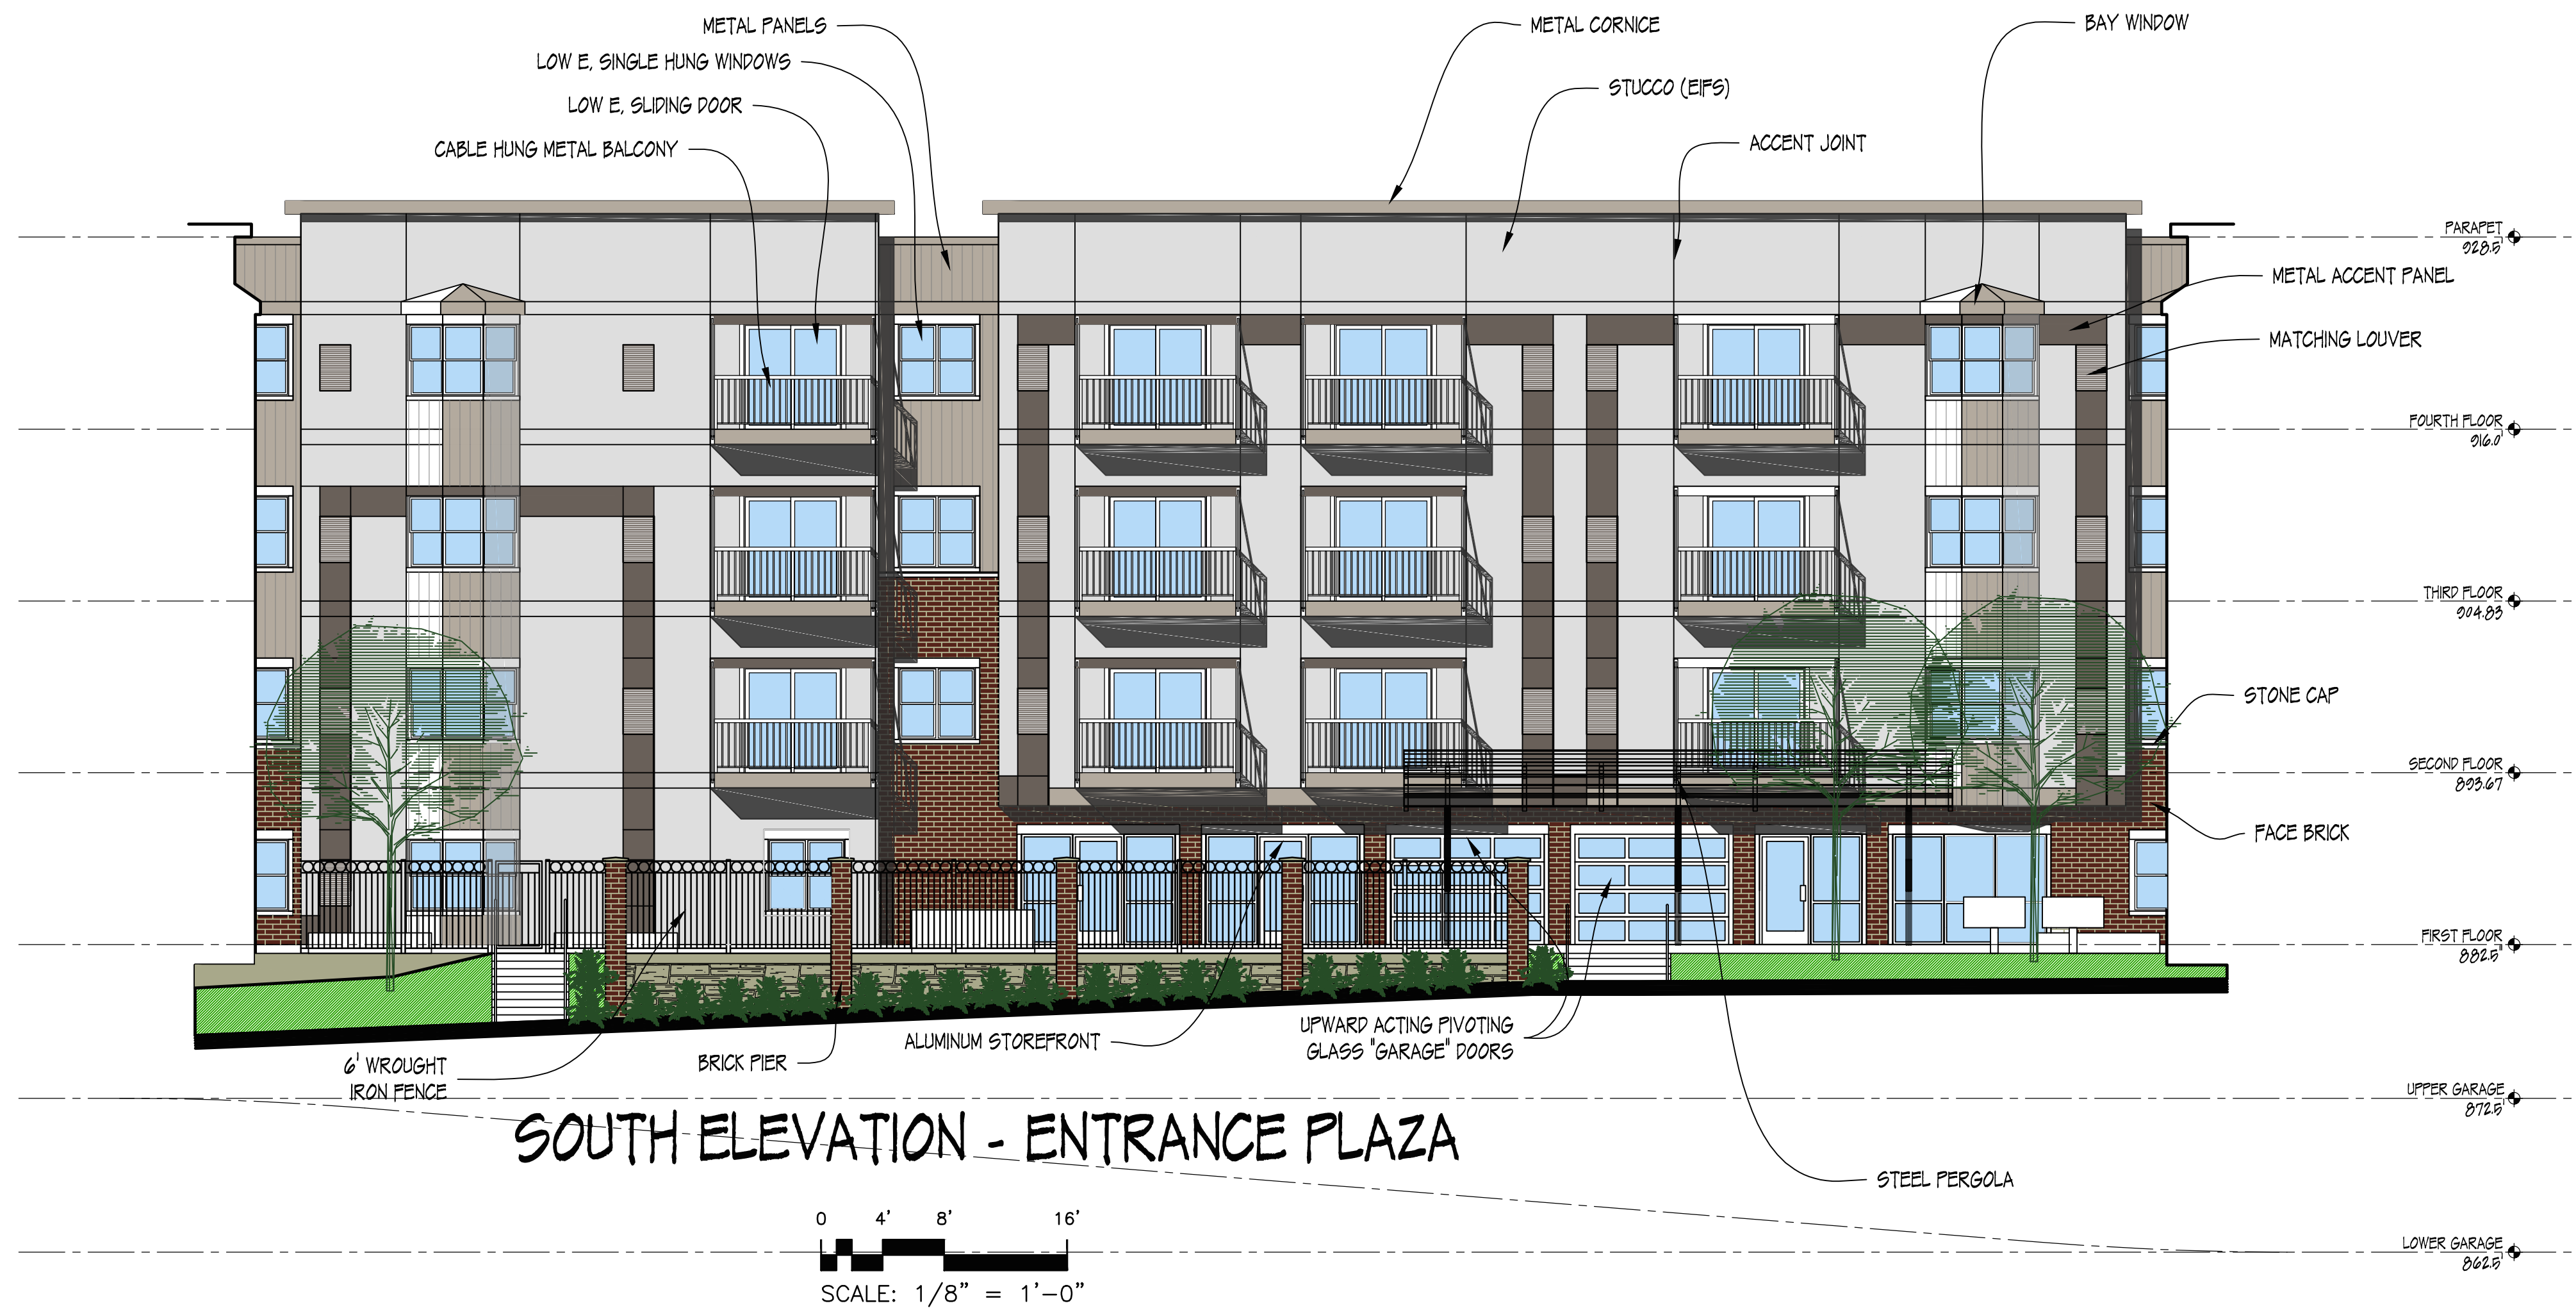 METAL PANELS
METAL CORNICE
BAY WINDOW
LOW E, SINGLE HUNG WINDOWS
STUCCO (EIFS)
LOW E, SLIDING DOOR
CABLE HUNG METAL BALCONY
ACCENT JOINT
PARAPET
928.5'
METAL ACCENT PANEL
MATCHING LOUVER
FOURTH FLOOR
916.0'
THIRD FLOOR
904.83
STONE CAP
SECOND FLOOR
893.67
FACE BRICK
FIRST FLOOR
882.5"
UPWARD ACTING PIVOTING
GLASS "GARAGE" DOORS
ALUMINUM STOREFRONT
BRICK PIER
6' WROUGHT
IRON FENCE
UPPER GARAGE
872.5'
SOUTH ELEVATION - ENTRANCE PLAZA
STEEL PERGOLA
0 4' 8' 16'
LOWER GARAGE
862.5'
SCALE: 1/8" = 1'-0"